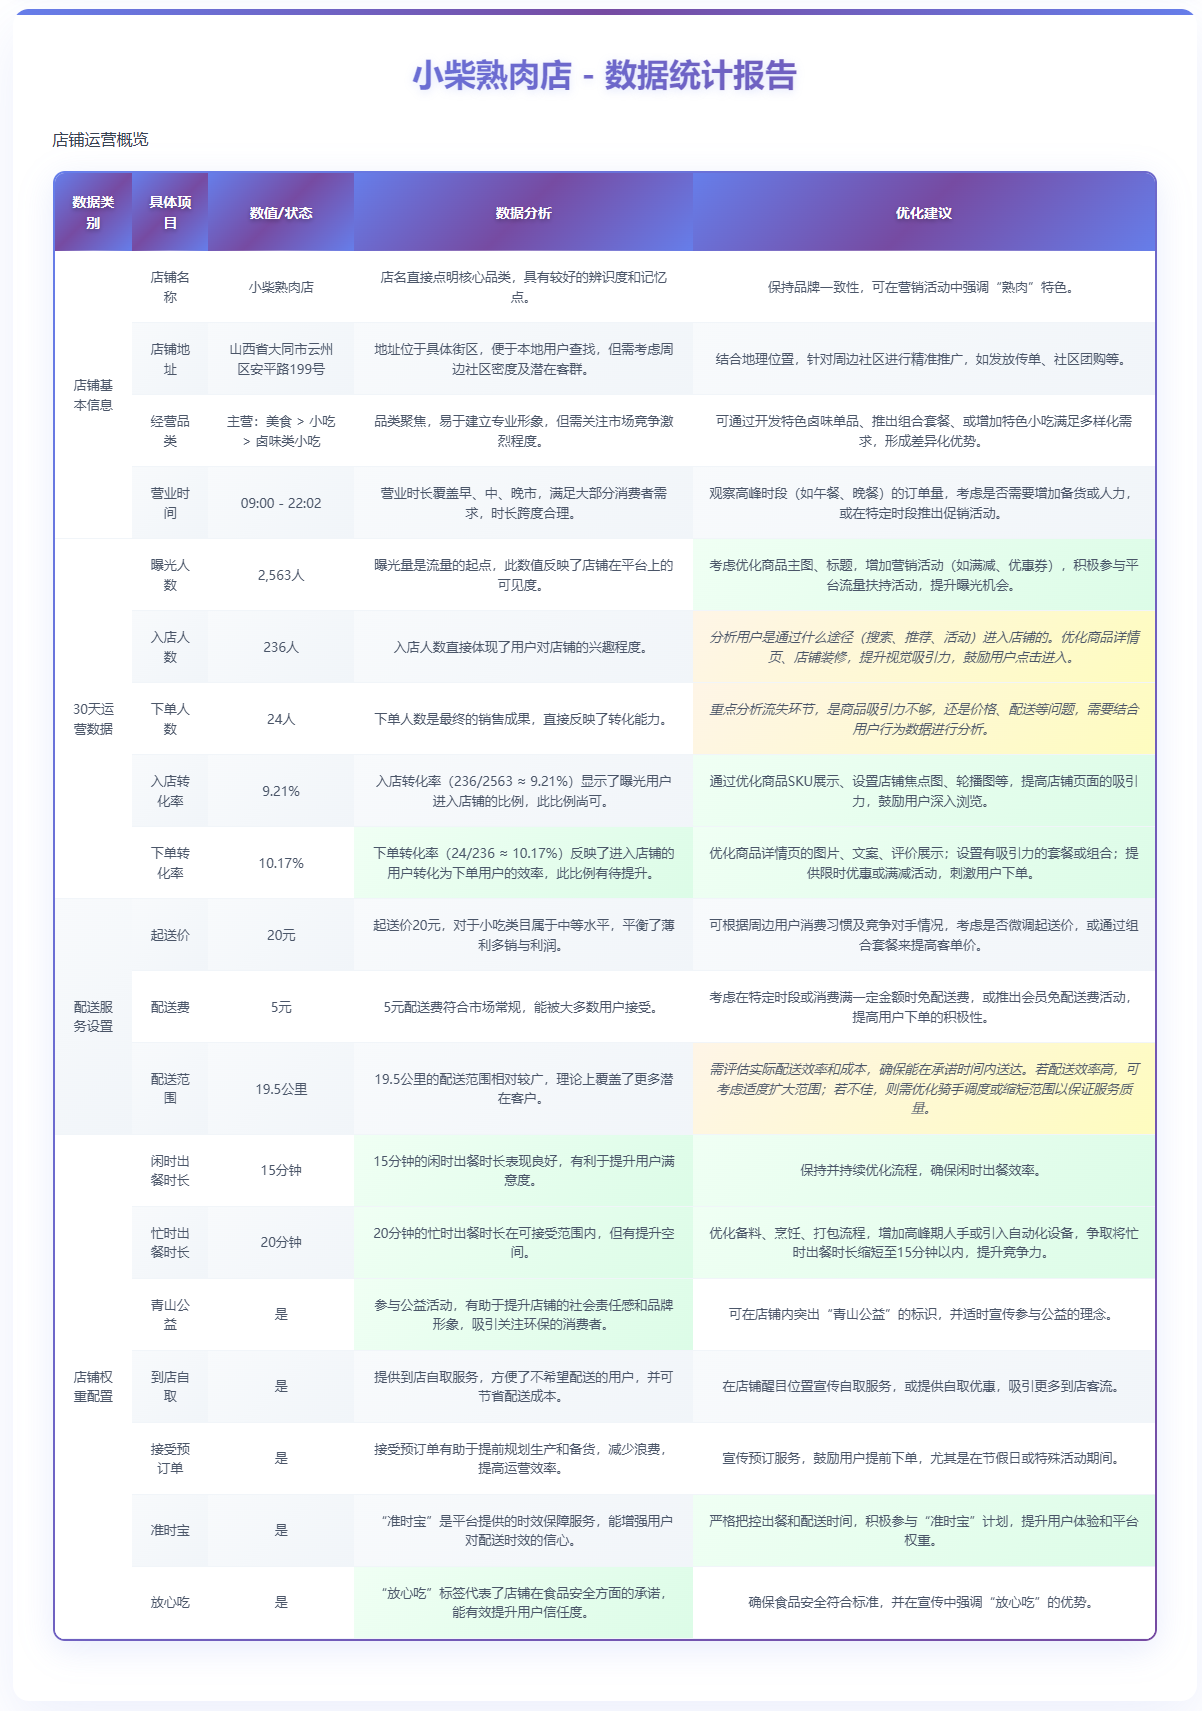 小柴熟肉店 - 数据统计报告
店铺运营概览
数据类
别
具体项
目
数值/状态
数据分析
优化建议
店铺基
本信息
店铺名
称
小柴熟肉店
店名直接点明核心品类，具有较好的辨识度和记忆
点。
保持品牌一致性，可在营销活动中强调“熟肉”特色。
店铺地
址
山西省大同市云州
区安平路199号
地址位于具体街区，便于本地用户查找，但需考虑周
边社区密度及潜在客群。
结合地理位置，针对周边社区进行精准推广，如发放传单、社区团购等。
经营品
类
主营：美食 > 小吃
> 卤味类小吃
品类聚焦，易于建立专业形象，但需关注市场竞争激
烈程度。
可通过开发特色卤味单品、推出组合套餐、或增加特色小吃满足多样化需
求，形成差异化优势。
营业时
间
09:00 - 22:02
营业时长覆盖早、中、晚市，满足大部分消费者需
求，时长跨度合理。
观察高峰时段（如午餐、晚餐）的订单量，考虑是否需要增加备货或人力，
或在特定时段推出促销活动。
30天运
营数据
曝光人
数
2,563人
曝光量是流量的起点，此数值反映了店铺在平台上的
可见度。
考虑优化商品主图、标题，增加营销活动（如满减、优惠券），积极参与平
台流量扶持活动，提升曝光机会。
入店人
数
236人
入店人数直接体现了用户对店铺的兴趣程度。
分析用户是通过什么途径（搜索、推荐、活动）进入店铺的。优化商品详情
页、店铺装修，提升视觉吸引力，鼓励用户点击进入。
下单人
数
24人
下单人数是最终的销售成果，直接反映了转化能力。
重点分析流失环节，是商品吸引力不够，还是价格、配送等问题，需要结合
用户行为数据进行分析。
入店转
化率
9.21%
入店转化率（236/2563 ≈ 9.21%）显示了曝光用户
进入店铺的比例，此比例尚可。
通过优化商品SKU展示、设置店铺焦点图、轮播图等，提高店铺页面的吸引
力，鼓励用户深入浏览。
下单转
化率
10.17%
下单转化率（24/236 ≈ 10.17%）反映了进入店铺的
用户转化为下单用户的效率，此比例有待提升。
优化商品详情页的图片、文案、评价展示；设置有吸引力的套餐或组合；提
供限时优惠或满减活动，刺激用户下单。
配送服
务设置
起送价
20元
起送价20元，对于小吃类目属于中等水平，平衡了薄
利多销与利润。
可根据周边用户消费习惯及竞争对手情况，考虑是否微调起送价，或通过组
合套餐来提高客单价。
配送费
5元
5元配送费符合市场常规，能被大多数用户接受。
考虑在特定时段或消费满一定金额时免配送费，或推出会员免配送费活动，
提高用户下单的积极性。
配送范
围
19.5公里
19.5公里的配送范围相对较广，理论上覆盖了更多潜
在客户。
需评估实际配送效率和成本，确保能在承诺时间内送达。若配送效率高，可
考虑适度扩大范围；若不佳，则需优化骑手调度或缩短范围以保证服务质
量。
店铺权
重配置
闲时出
餐时长
15分钟
15分钟的闲时出餐时长表现良好，有利于提升用户满
意度。
保持并持续优化流程，确保闲时出餐效率。
忙时出
餐时长
20分钟
20分钟的忙时出餐时长在可接受范围内，但有提升空
间。
优化备料、烹饪、打包流程，增加高峰期人手或引入自动化设备，争取将忙
时出餐时长缩短至15分钟以内，提升竞争力。
青山公
益
是
参与公益活动，有助于提升店铺的社会责任感和品牌
形象，吸引关注环保的消费者。
可在店铺内突出“青山公益”的标识，并适时宣传参与公益的理念。
到店自
取
是
提供到店自取服务，方便了不希望配送的用户，并可
节省配送成本。
在店铺醒目位置宣传自取服务，或提供自取优惠，吸引更多到店客流。
接受预
订单
是
接受预订单有助于提前规划生产和备货，减少浪费，
提高运营效率。
宣传预订服务，鼓励用户提前下单，尤其是在节假日或特殊活动期间。
准时宝
是
“准时宝”是平台提供的时效保障服务，能增强用户
对配送时效的信心。
严格把控出餐和配送时间，积极参与“准时宝”计划，提升用户体验和平台
权重。
放心吃
是
“放心吃”标签代表了店铺在食品安全方面的承诺，
能有效提升用户信任度。
确保食品安全符合标准，并在宣传中强调“放心吃”的优势。